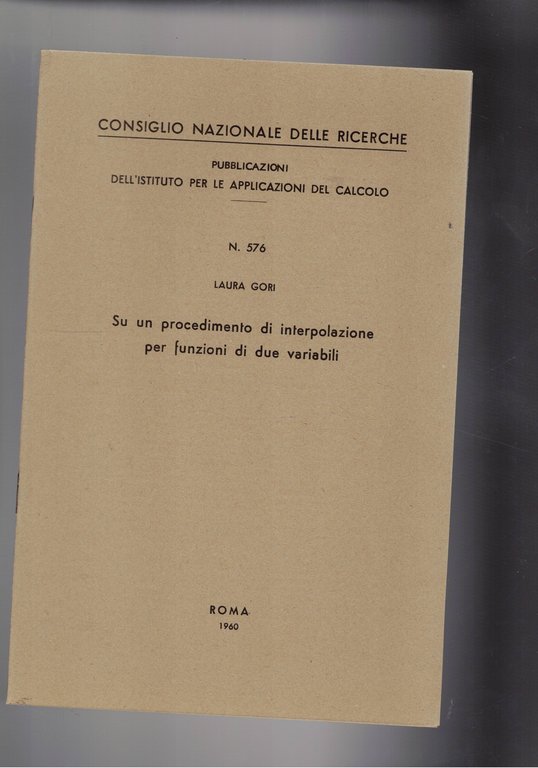 CONSIGLIO NAZIONALE DELLE RICERCHE
PUBBLICAZIONI
DELL'ISTITUTO PER LE APPLICAZIONI DEL CALCOLO
N. 576
LAURA GORI
Su un procedimento di interpolazione
per funzioni di due variabili
ROMA
1960